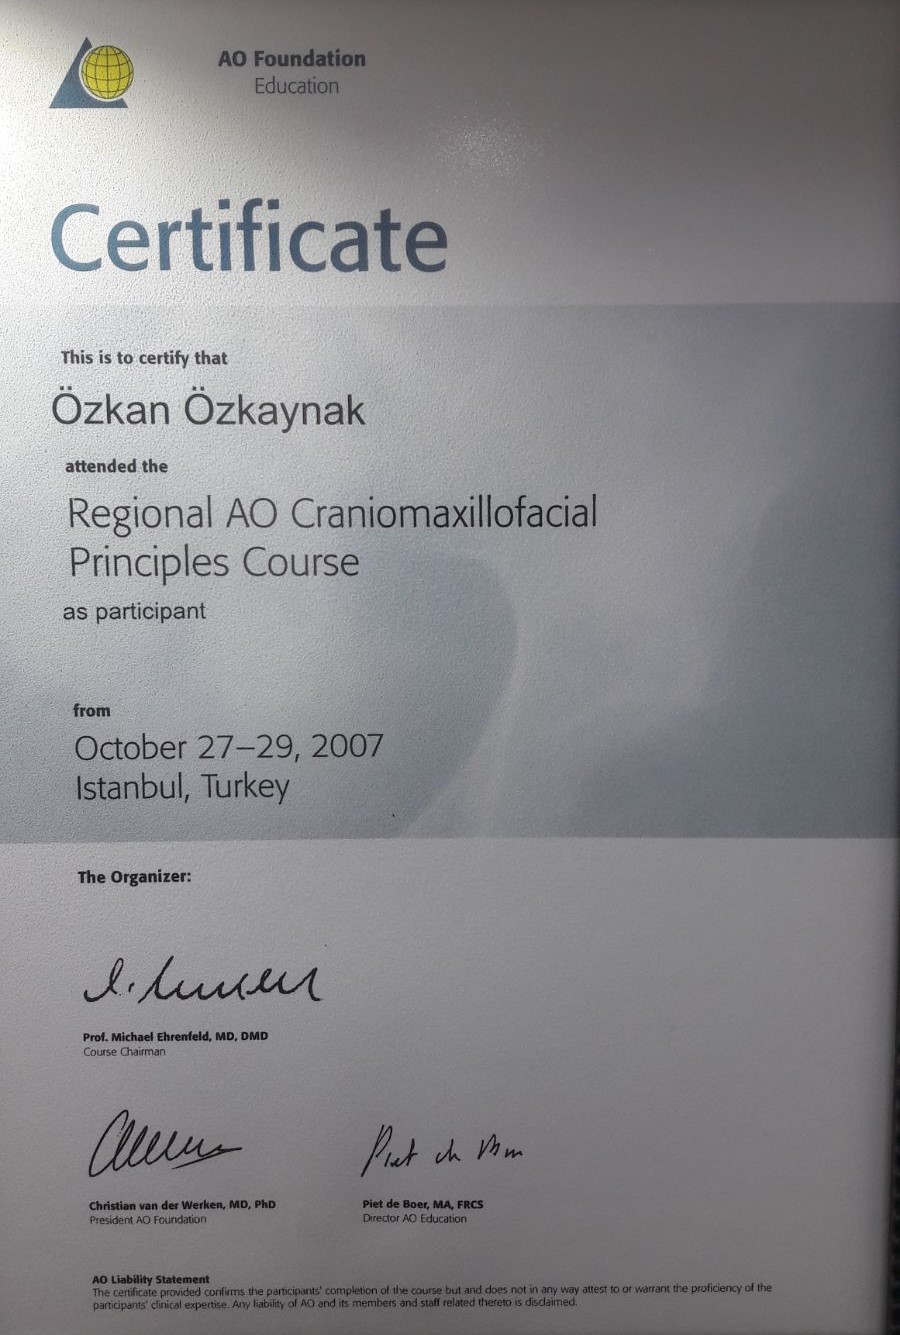 AO Foundation
Education
Certificate
This is to certify that
Özkan Özkaynak
attended the
Regional AO Craniomaxillofacial
Principles Course
as participant
from
October 27–29, 2007
Istanbul, Turkey
The Organizer:
Prof. Michael Ehrenfeld, MD, DMD
Course Chairman
Piet de Boer
Christian van der Werken, MD, PhD
President AO Foundation
Piet de Boer, MA, FRCS
Director AO Education
AO Liability Statement
The certificate provided confirms the participants' completion of the course but and does not in any way attest to or warrant the proficiency of the
participants' clinical expertise. Any liability of AO and its members and staff related thereto is disclaimed.